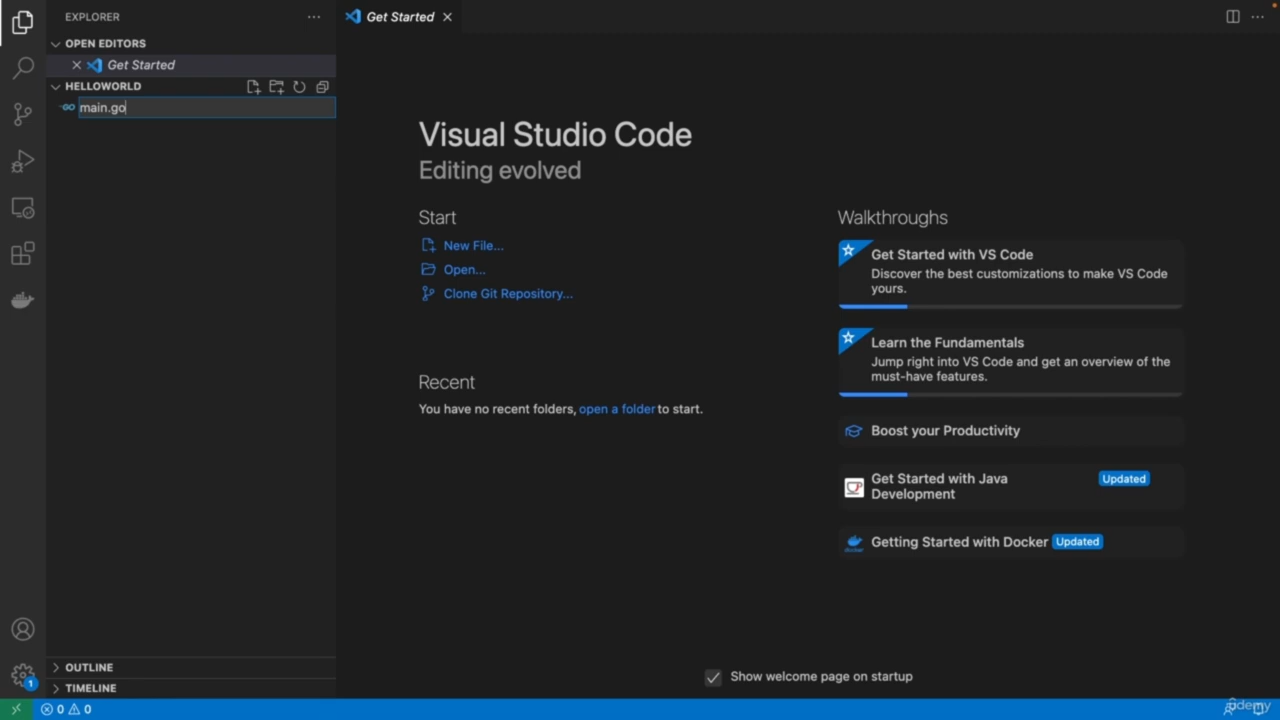 EXPLORER
Get Started
OPEN EDITORS
Get Started
HELLOWORLD
main.go
Visual Studio Code
Editing evolved
Start
New File...
Open...
Clone Git Repository...
Recent
You have no recent folders, open a folder to start.
Walkthroughs
Get Started with VS Code
Discover the best customizations to make VS Code
yours.
Learn the Fundamentals
Jump right into VS Code and get an overview of the
must-have features.
Boost your Productivity
Get Started with Java
Development
Updated
Getting Started with Docker Updated
Show welcome page on startup
OUTLINE
TIMELINE
1
0 0
udemy